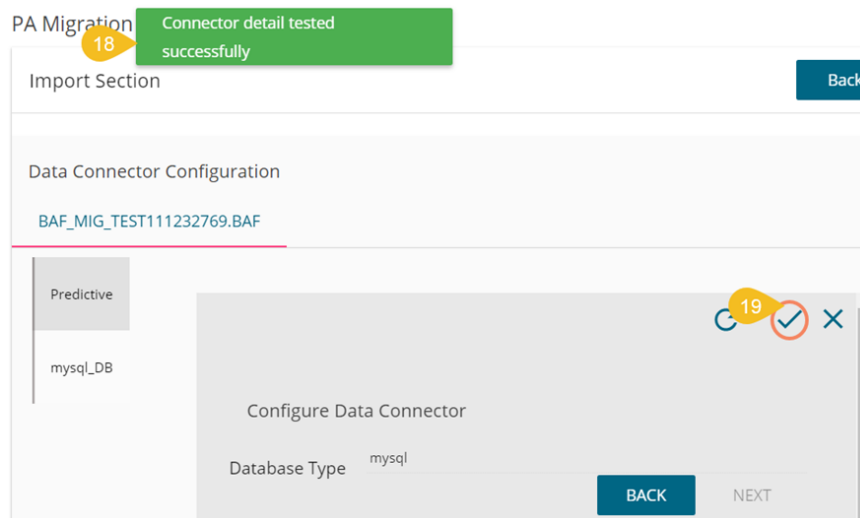 PA Migration
18
Connector detail tested
successfully
Import Section
Back
Data Connector Configuration
BAF_MIG_TEST111232769.BAF
Predictive
19
mysql_DB
Configure Data Connector
Database Type
mysql
BACK
NEXT